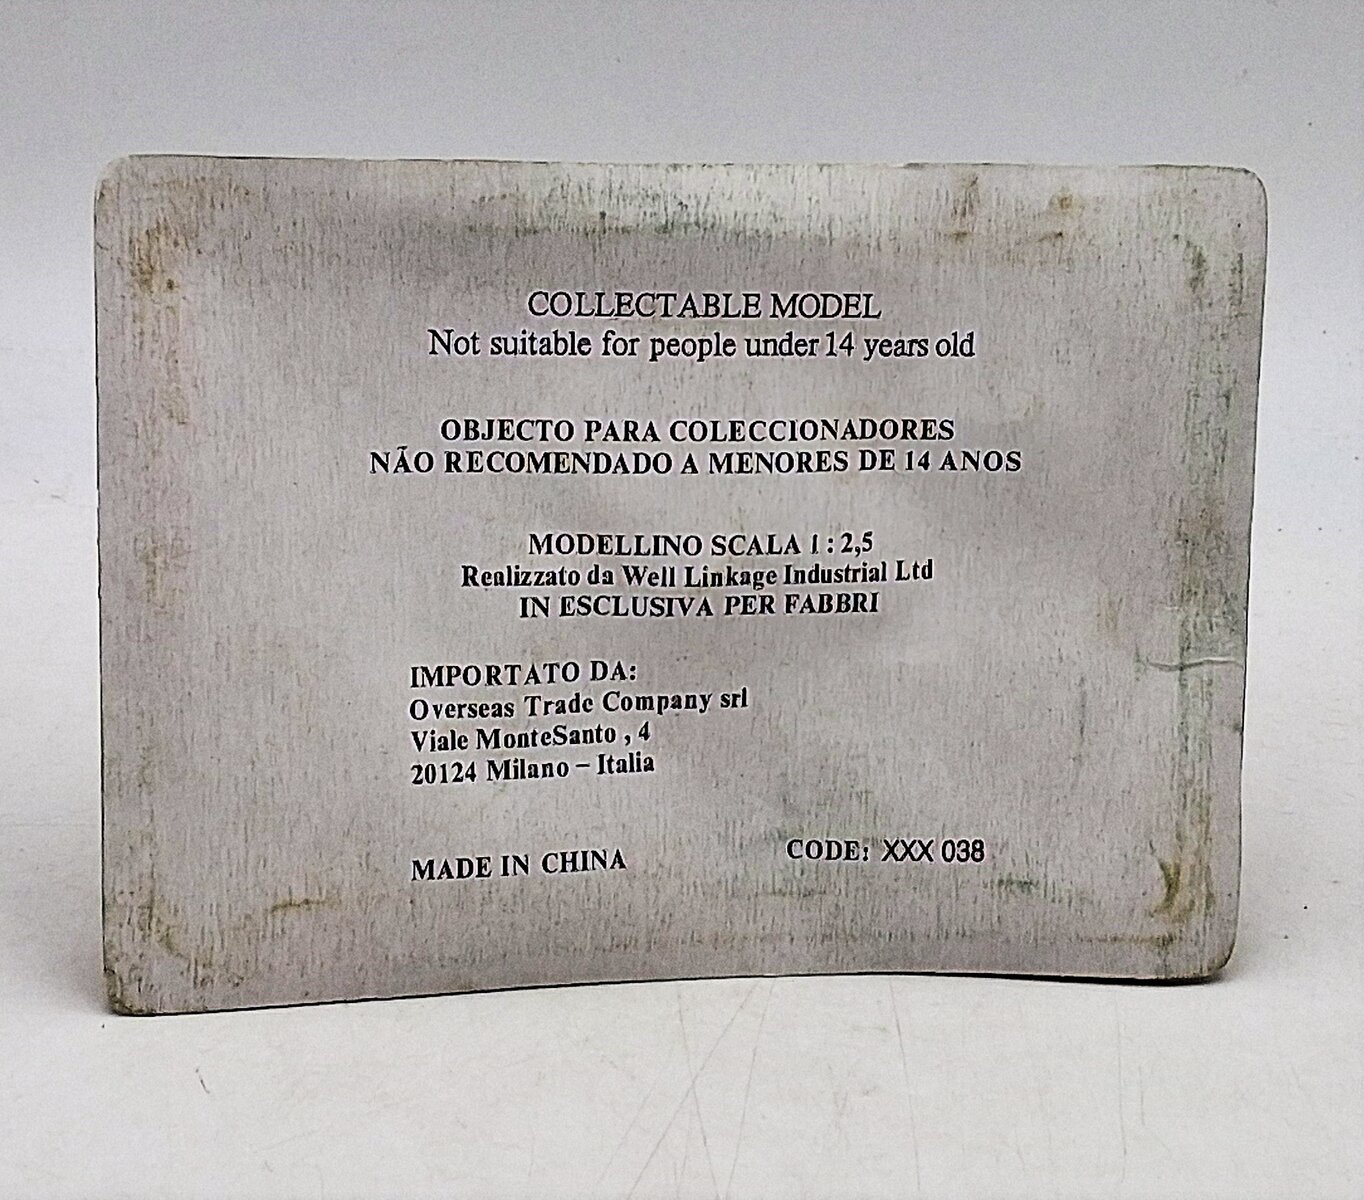 COLLECTABLE MODEL
Not suitable for people under 14 years old
OBJECTO PARA COLECCIONADORES
NÃO RECOMENDADO A MENORES DE 14 ANOS
MODELLINO SCALA 1 : 2,5
Realizzato da Well Linkage Industrial Ltd
IN ESCLUSIVA PER FABBRI
IMPORTATO DA:
Overseas Trade Company srl
Viale MonteSanto , 4
20124 Milano – Italia
MADE IN CHINA
CODE: XXX 038